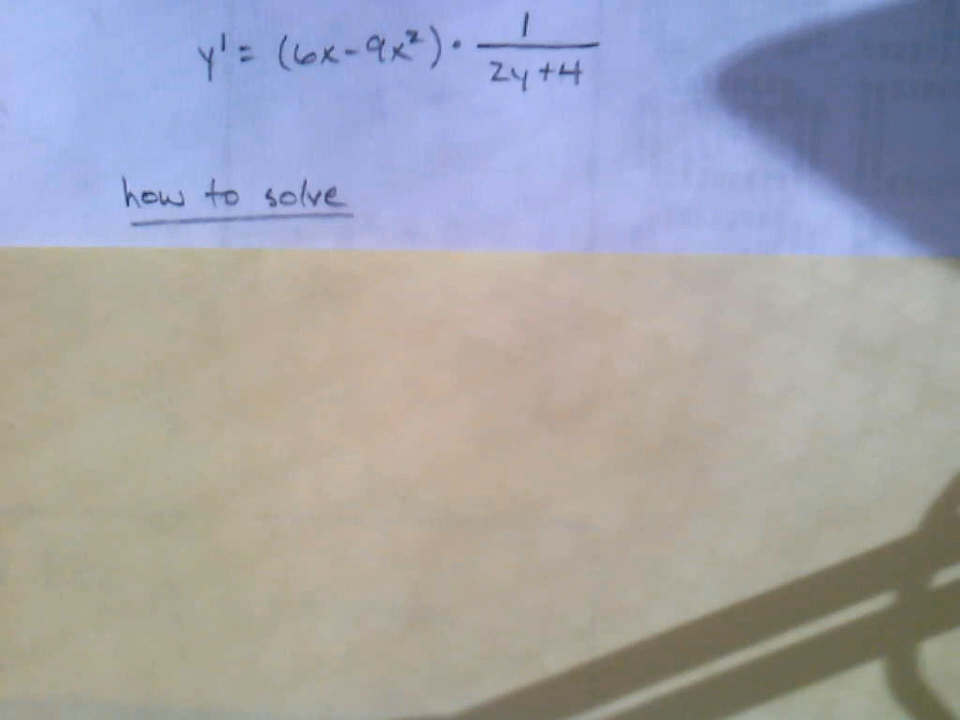 y' = (6x - 9x²) · 1/(2y+4)
how to solve